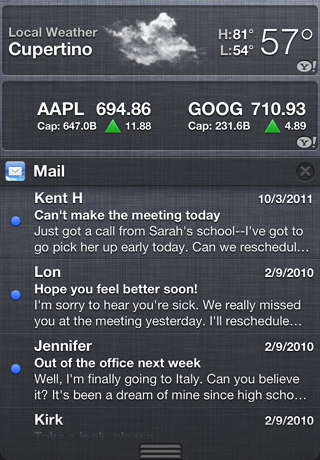 Local Weather
Cupertino
H:81°
L:54°
57°
Y!
AAPL 694.86
Cap: 647.0B 11.88
GOOG 710.93
Cap: 231.6B 4.89
Y!
Mail
Kent H 10/3/2011
Can't make the meeting today
Just got a call from Sarah's school--I've got to
go pick her up early today. Can we reschedul...
Lon 2/9/2010
Hope you feel better soon!
I'm sorry to hear you're sick. We really missed
you at the meeting yesterday. I'll reschedule...
Jennifer 2/9/2010
Out of the office next week
Well, I'm finally going to Italy. Can you believe
it? It's been a dream of mine since high scho...
Kirk 2/9/2010
Take a look, please